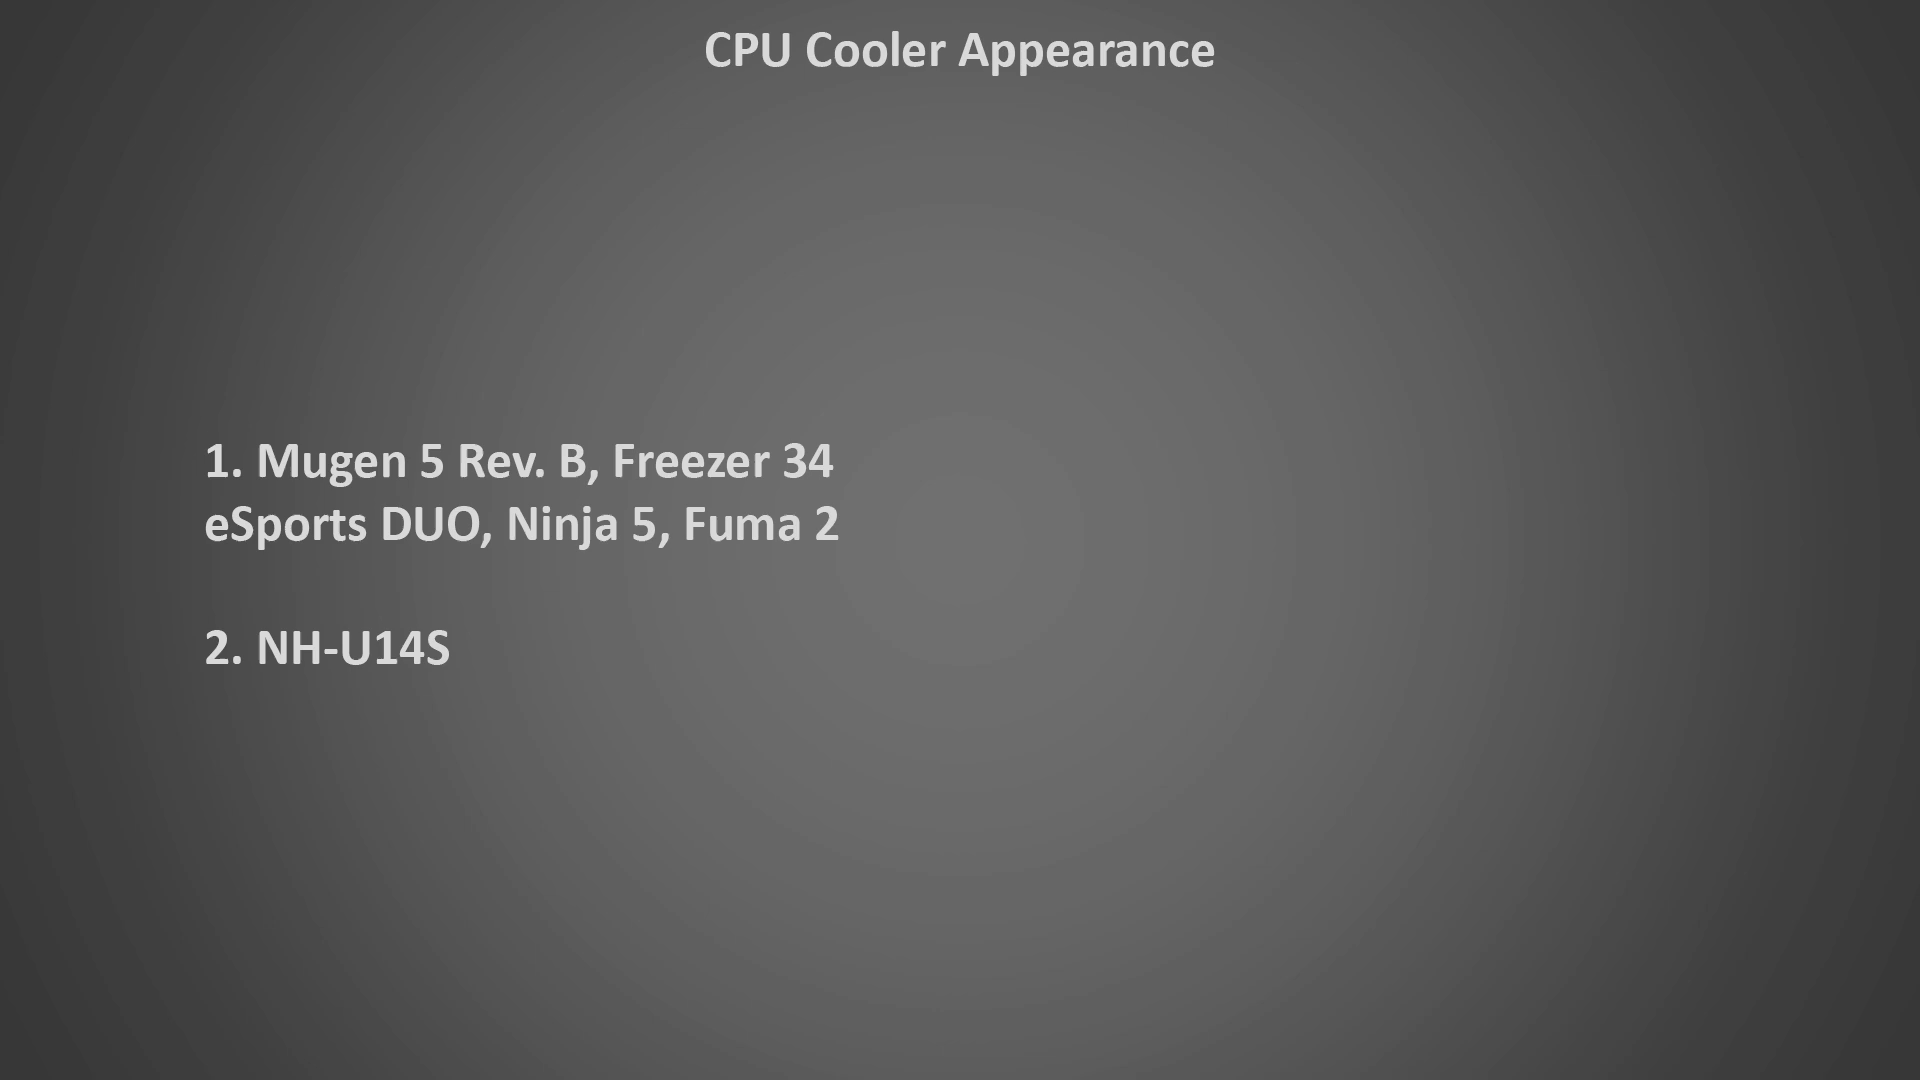 CPU Cooler Appearance
1. Mugen 5 Rev. B, Freezer 34
eSports DUO, Ninja 5, Fuma 2
2. NH-U14S